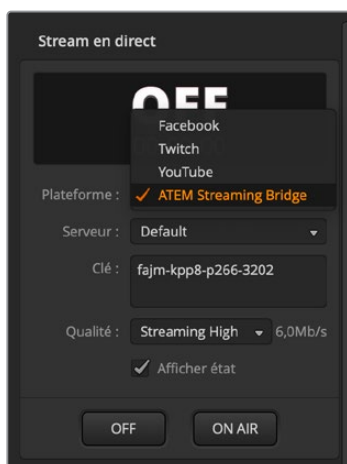 Stream en direct
OFF
Facebook
Twitch
YouTube
Plateforme : ✓ ATEM Streaming Bridge
Serveur : Default
Clé : fajm-kpp8-p266-3202
Qualité : Streaming High 6,0Mb/s
✓ Afficher état
OFF ON AIR